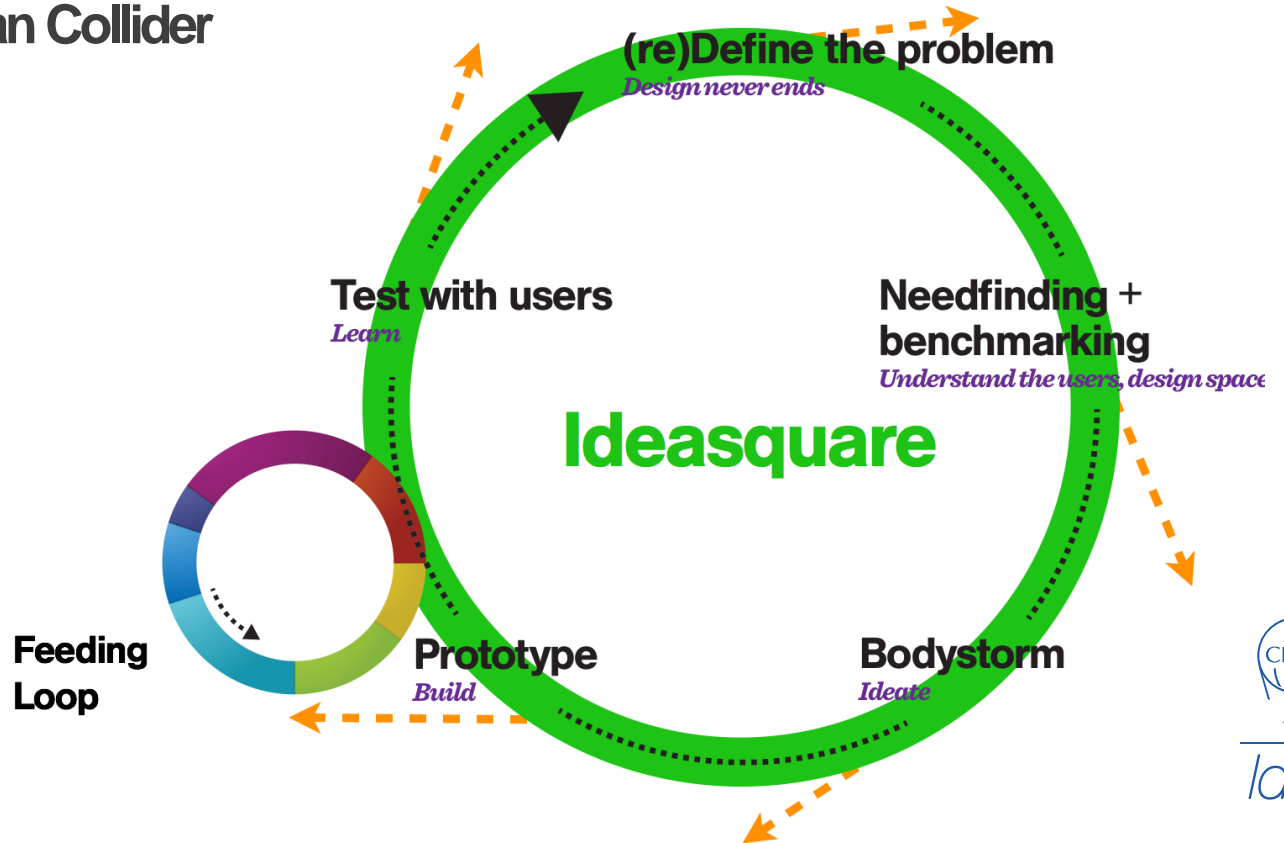 an Collider
(re)Define the problem
Design never ends
Test with users
Learn
Needfinding +
benchmarking
Understand the users, design space
Ideasquare
Feeding
Loop
Prototype
Build
Bodystorm
Ideate